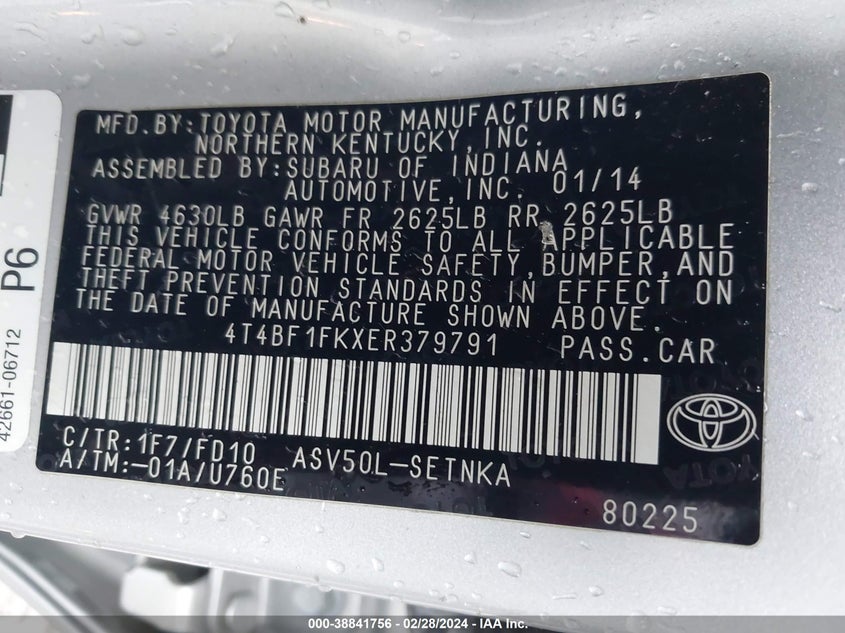 MFD.BY:TOYOTA MOTOR MANUFACTURING,
NORTHERN KENTUCKY,INC.
ASSEMBLED BY:SUBARU OF INDIANA
AUTOMOTIVE,INC. 01/14
GVWR 4630LB GAWR FR 2625LB RR 2625LB
THIS VEHICLE CONFORMS TO ALL APPLICABLE
FEDERAL MOTOR VEHICLE SAFETY,BUMPER,AND
THEFT PREVENTION STANDARDS IN EFFECT ON
THE DATE OF MANUFACTURE SHOWN ABOVE.
4T4BF1FKXER379791 PASS.CAR
C/TR:1F7/FD10 ASV50L-SETNKA
A/TM:-01A/U760E
80225
P6
42661-06712
000-38841756 - 02/28/2024 - IAA Inc.